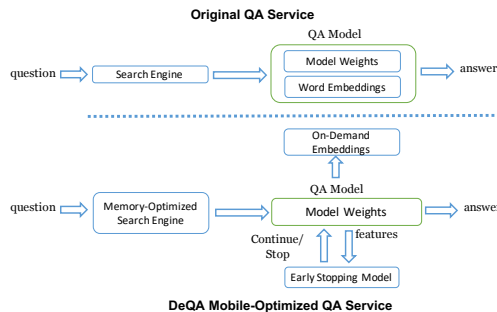 Original QA Service
QA Model
question
Search Engine
Model Weights
Word Embeddings
answer
On-Demand
Embeddings
QA Model
question
Memory-Optimized
Search Engine
Model Weights
answer
Continue/
Stop
features
Early Stopping Model
DeQA Mobile-Optimized QA Service